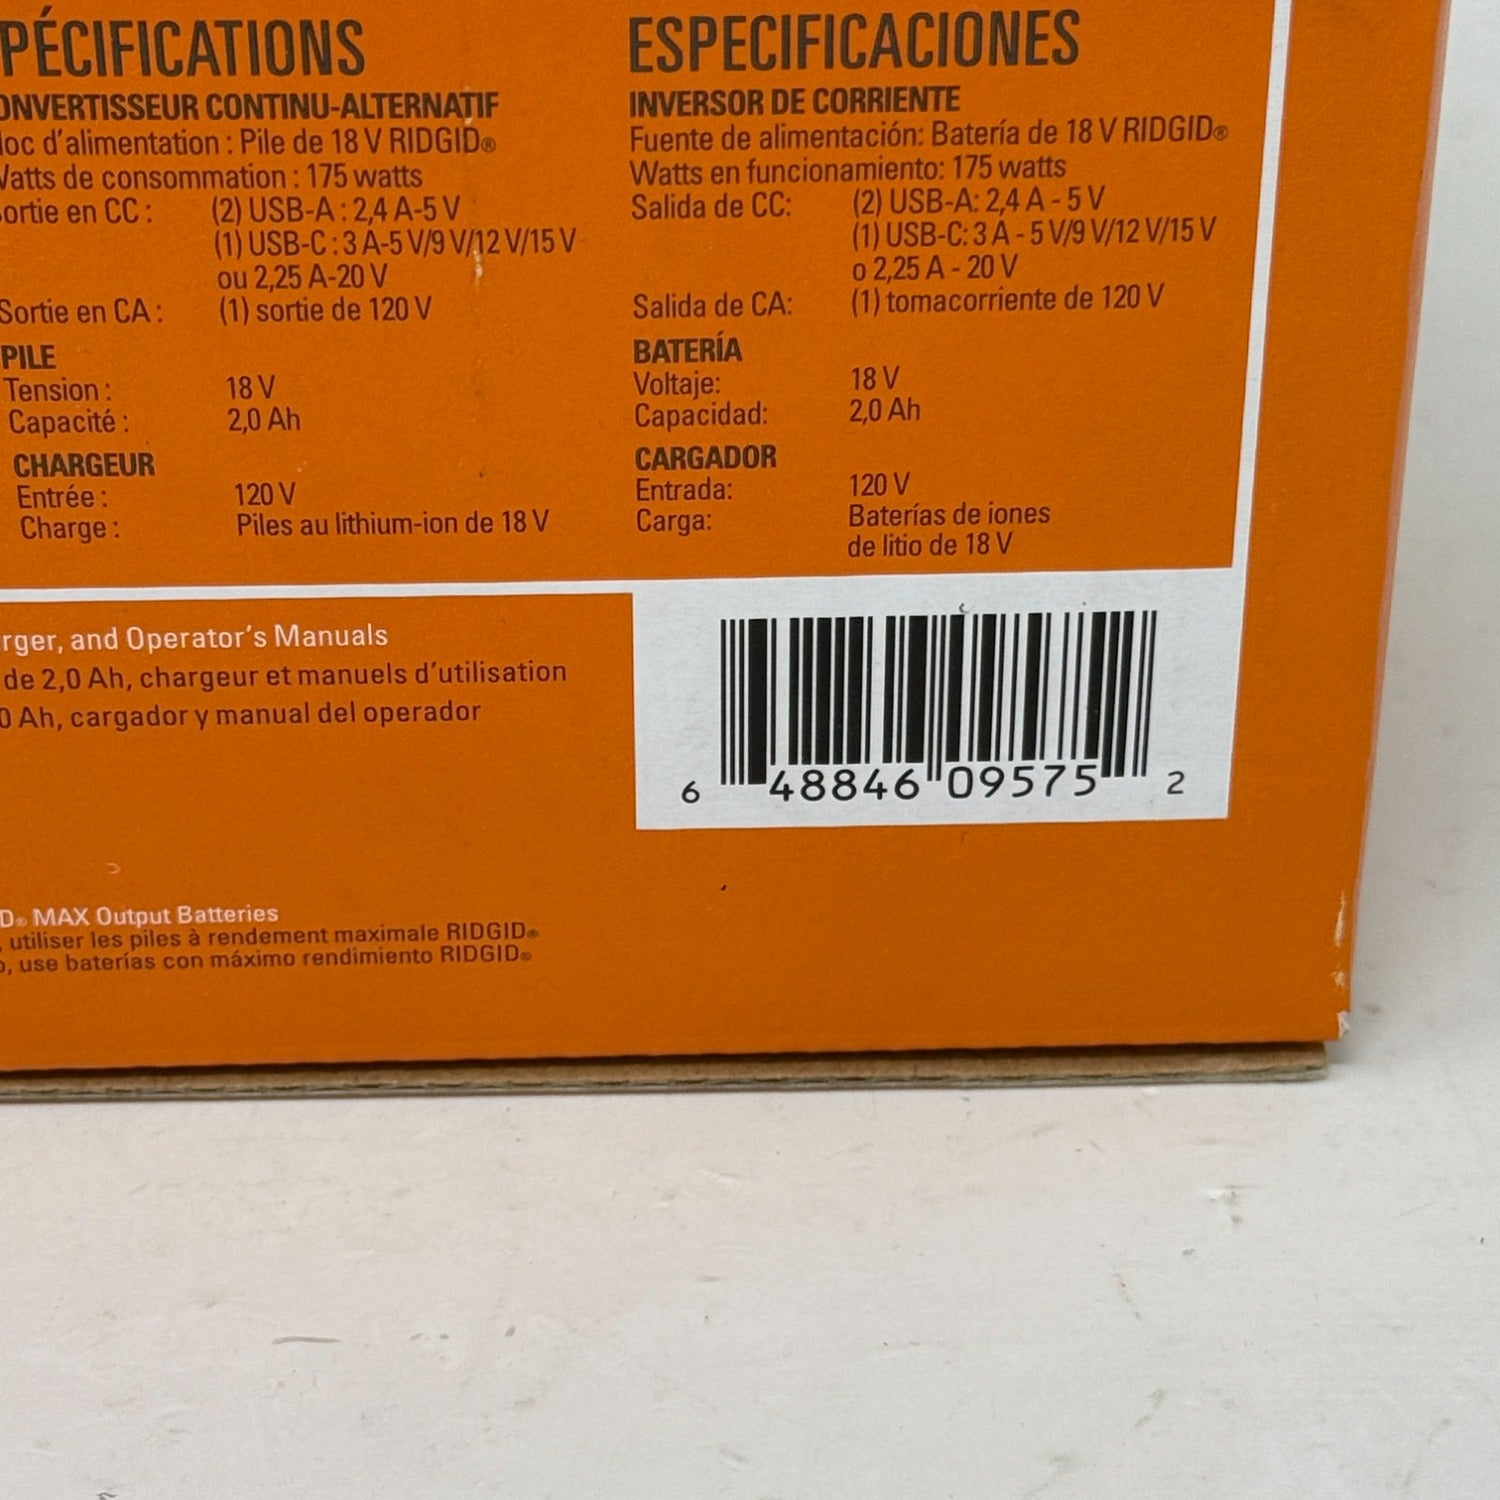 PÉCIFICATIONS
ONVERTISSEUR CONTINU-ALTERNATIF
loc d'alimentation : Pile de 18 V RIDGID®
Watts de consommation : 175 watts
Sortie en CC : (2) USB-A : 2,4 A-5 V
(1) USB-C : 3 A-5 V/9 V/12 V/15 V
ou 2,25 A-20 V
Sortie en CA : (1) sortie de 120 V
PILE
Tension : 18 V
Capacité : 2,0 Ah
CHARGEUR
Entrée : 120 V
Charge : Piles au lithium-ion de 18 V
ESPECIFICACIONES
INVERSOR DE CORRIENTE
Fuente de alimentación: Batería de 18 V RIDGID®
Watts en funcionamiento: 175 watts
Salida de CC: (2) USB-A: 2,4 A - 5 V
(1) USB-C: 3 A - 5 V/9 V/12 V/15 V
o 2,25 A - 20 V
Salida de CA: (1) tomacorriente de 120 V
BATERÍA
Voltaje: 18 V
Capacidad: 2,0 Ah
CARGADOR
Entrada: 120 V
Carga: Baterías de iones
de litio de 18 V
rger, and Operator's Manuals
de 2,0 Ah, chargeur et manuels d'utilisation
0 Ah, cargador y manual del operador
6 48846 09575 2
D® MAX Output Batteries
, utiliser les piles à rendement maximale RIDGID®
o, use baterías con máximo rendimiento RIDGID®